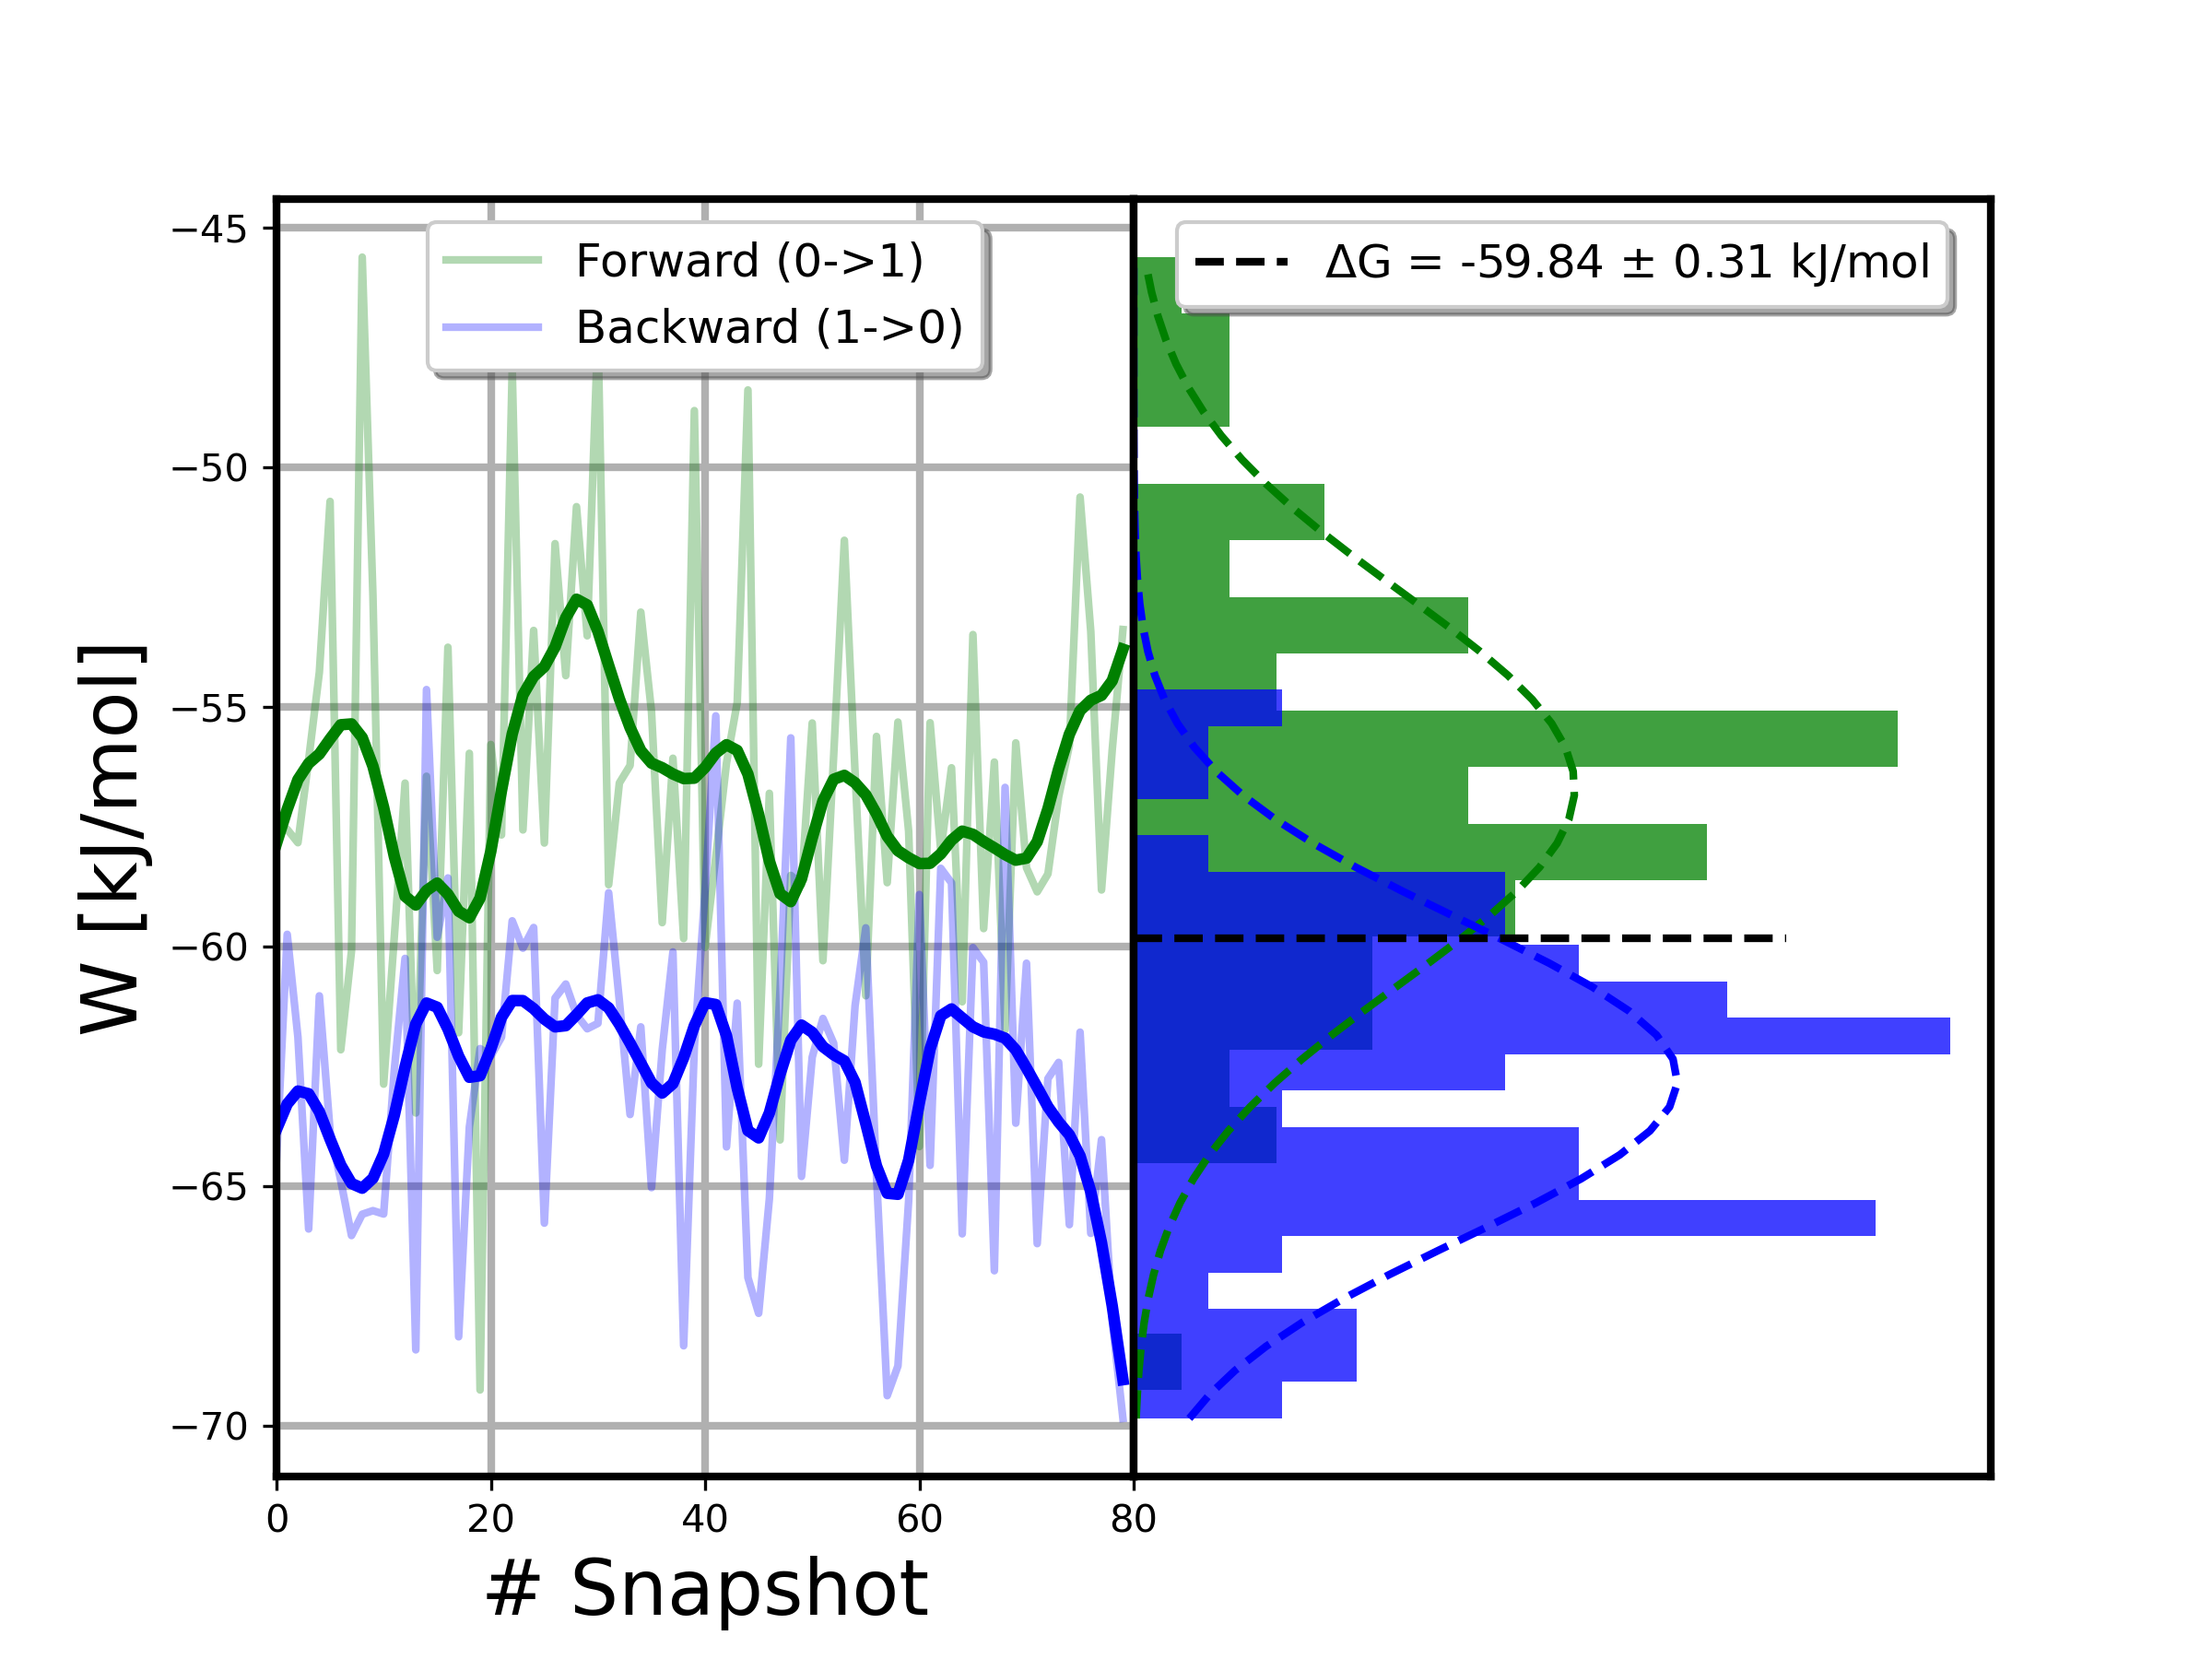 Forward (0->1)
Backward (1->0)
ΔG = -59.84 ± 0.31 kJ/mol
W [kJ/mol]
−45
−50
−55
−60
−65
−70
0 20 40 60 80
# Snapshot